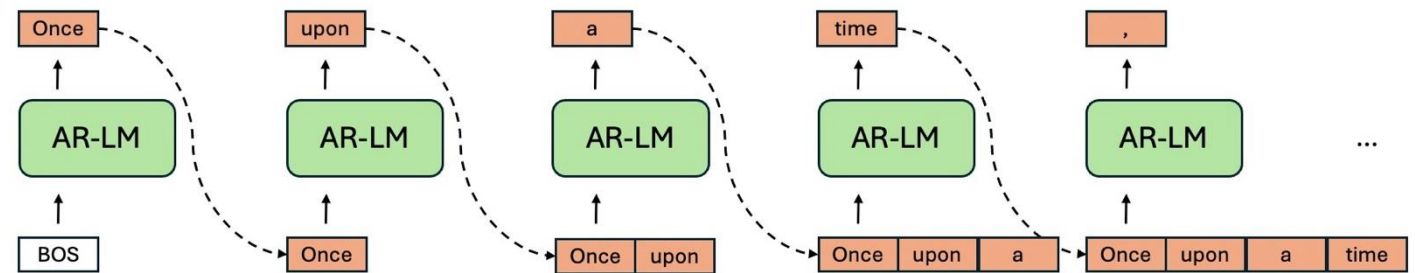 Once upon a time ,
AR-LM AR-LM AR-LM AR-LM AR-LM ...
BOS Once Once upon Once upon a Once upon a time